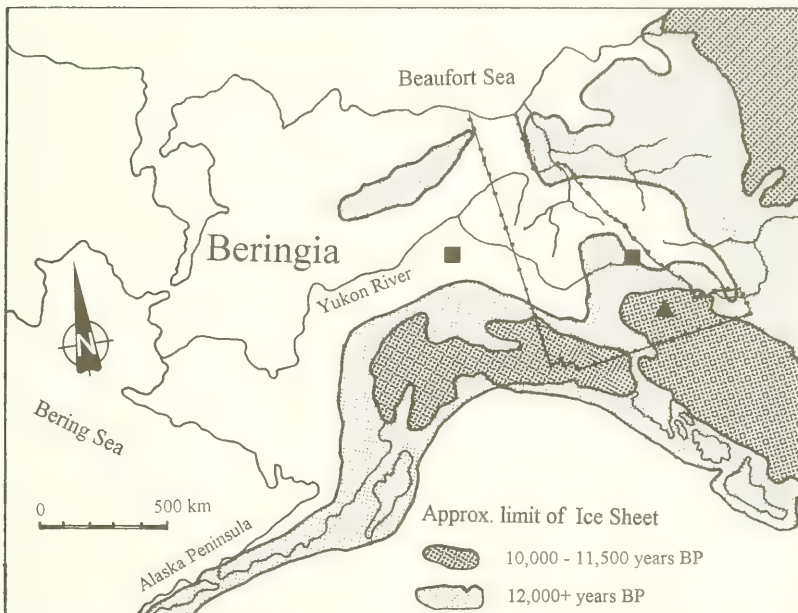 Beaufort Sea
Beringia
Yukon River
N
Bering Sea
0 500 km
Alaska Peninsula
Approx. limit of Ice Sheet
10,000 - 11,500 years BP
12,000+ years BP